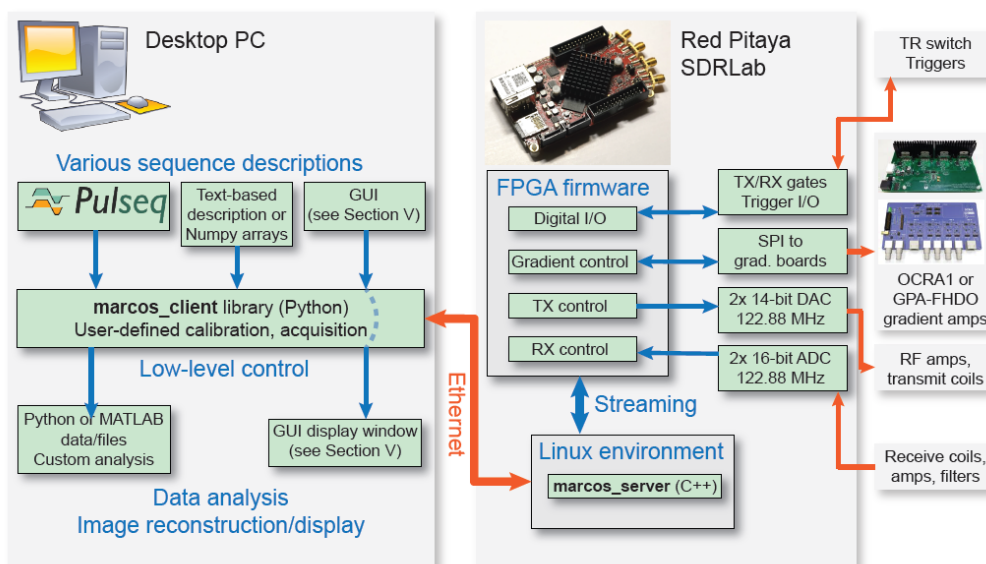 Desktop PC
Various sequence descriptions
Pulseq
Text-based
description or
Numpy arrays
GUI
(see Section V)
marcos_client library (Python)
User-defined calibration, acquisition
Low-level control
Python or MATLAB
data/files
Custom analysis
GUI display window
(see Section V)
Data analysis
Image reconstruction/display
Ethernet
Red Pitaya
SDRLab
FPGA firmware
Digital I/O
Gradient control
TX control
RX control
TX/RX gates
Trigger I/O
SPI to
grad. boards
2x 14-bit DAC
122.88 MHz
2x 16-bit ADC
122.88 MHz
Streaming
Linux environment
marcos_server (C++)
TR switch
Triggers
OCRA1 or
GPA-FHDO
gradient amps
RF amps,
transmit coils
Receive coils,
amps, filters